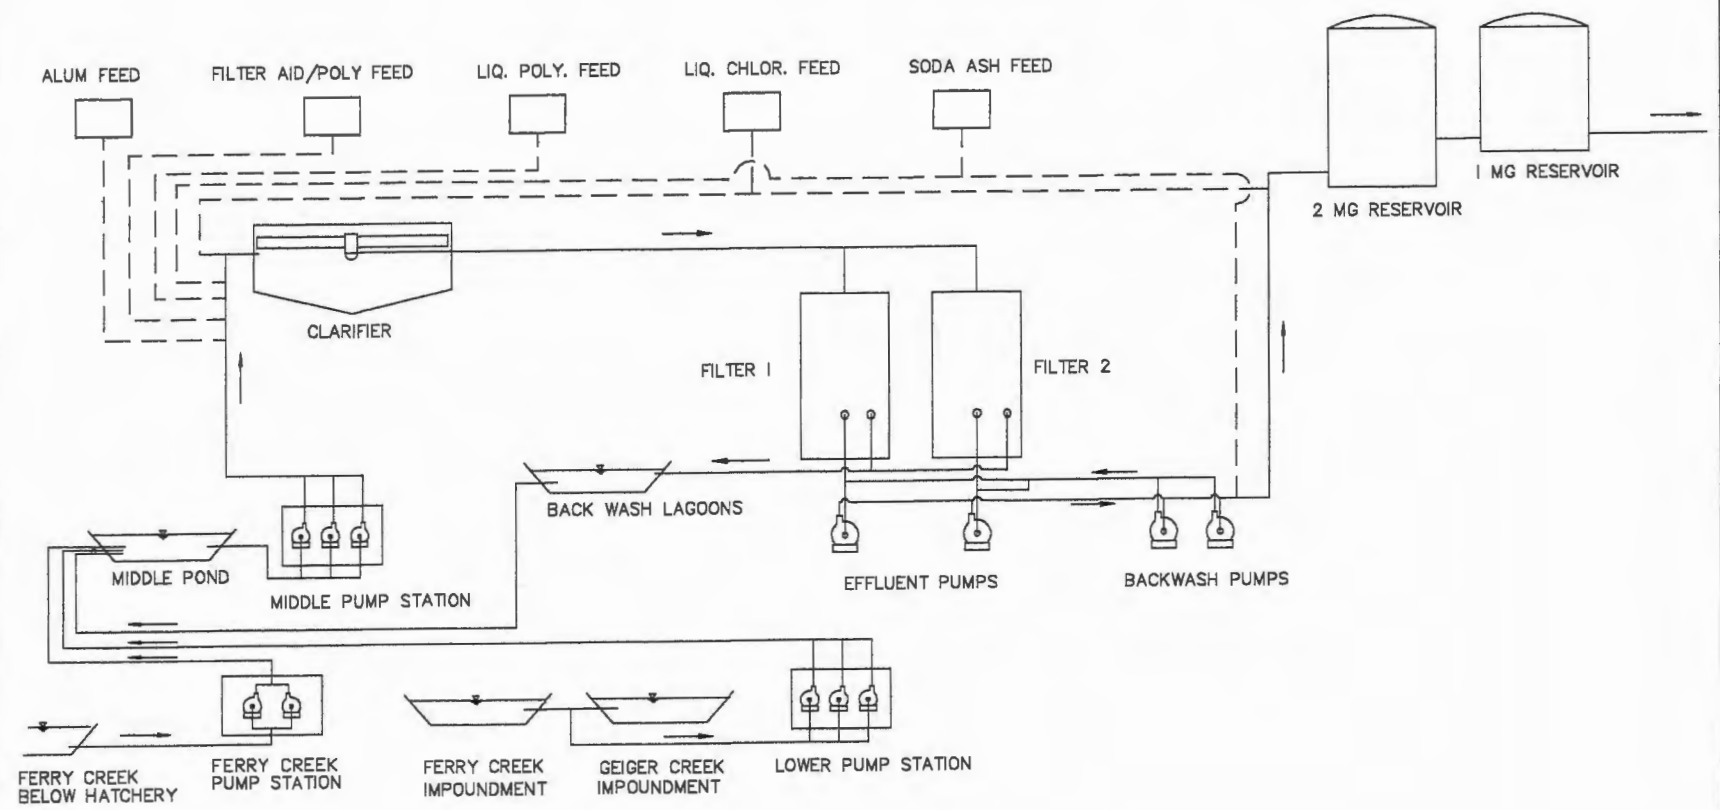 ALUM FEED
FILTER AID/POLY FEED
LIQ. POLY. FEED
LIQ. CHLOR. FEED
SODA ASH FEED
1 MG RESERVOIR
2 MG RESERVOIR
CLARIFIER
FILTER 1
FILTER 2
BACK WASH LAGOONS
MIDDLE POND
MIDDLE PUMP STATION
EFFLUENT PUMPS
BACKWASH PUMPS
FERRY CREEK
BELOW HATCHERY
FERRY CREEK
PUMP STATION
FERRY CREEK
IMPOUNDMENT
GEIGER CREEK
IMPOUNDMENT
LOWER PUMP STATION